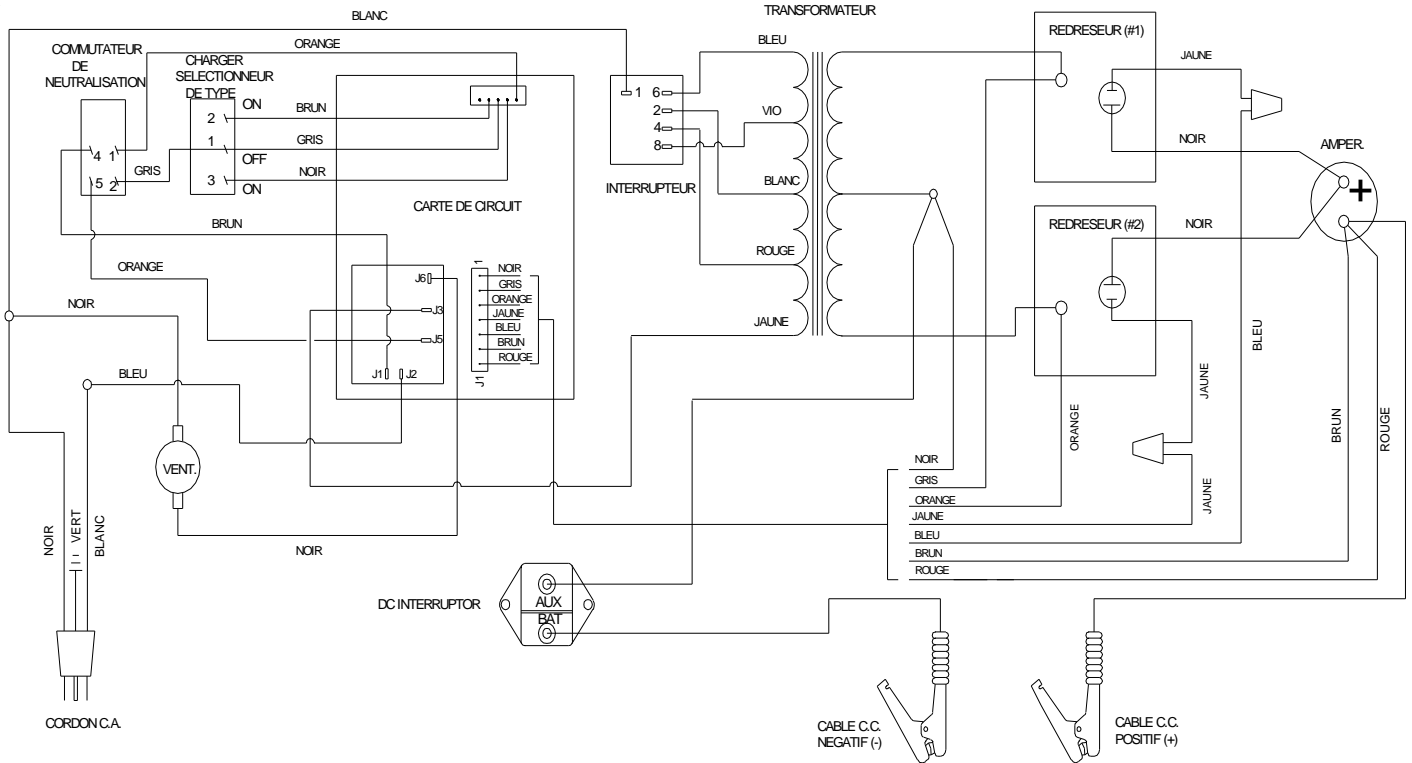 BLANC
TRANSFORMATEUR
ORANGE
BLEU
REDRESEUR (#1)
COMMUTATEUR
DE
NEUTRALISATION
CHARGER
SELECTIONNEUR
DE TYPE
JAUNE
ON
2
BRUN
1
GRIS
OFF
3
NOIR
ON
4 1
GRIS
5 2
1 6
2
4
8
VIO
NOIR
AMPER.
+
INTERRUPTEUR
BLANC
CARTE DE CIRCUIT
BRUN
REDRESEUR (#2)
NOIR
ROUGE
ORANGE
J6
1
NOIR
GRIS
ORANGE
JAUNE
BLEU
BRUN
ROUGE
J1
NOIR
J3
J5
J1 J2
JAUNE
BLEU
BLEU
JAUNE
ORANGE
BRUN
ROUGE
VENT.
NOIR
GRIS
ORANGE
JAUNE
BLEU
BRUN
ROUGE
JAUNE
NOIR
VERT
BLANC
NOIR
DC INTERRUPTOR
AUX
BAT
CORDON C.A.
CABLE C.C.
NEGATIF (-)
CABLE C.C.
POSITIF (+)